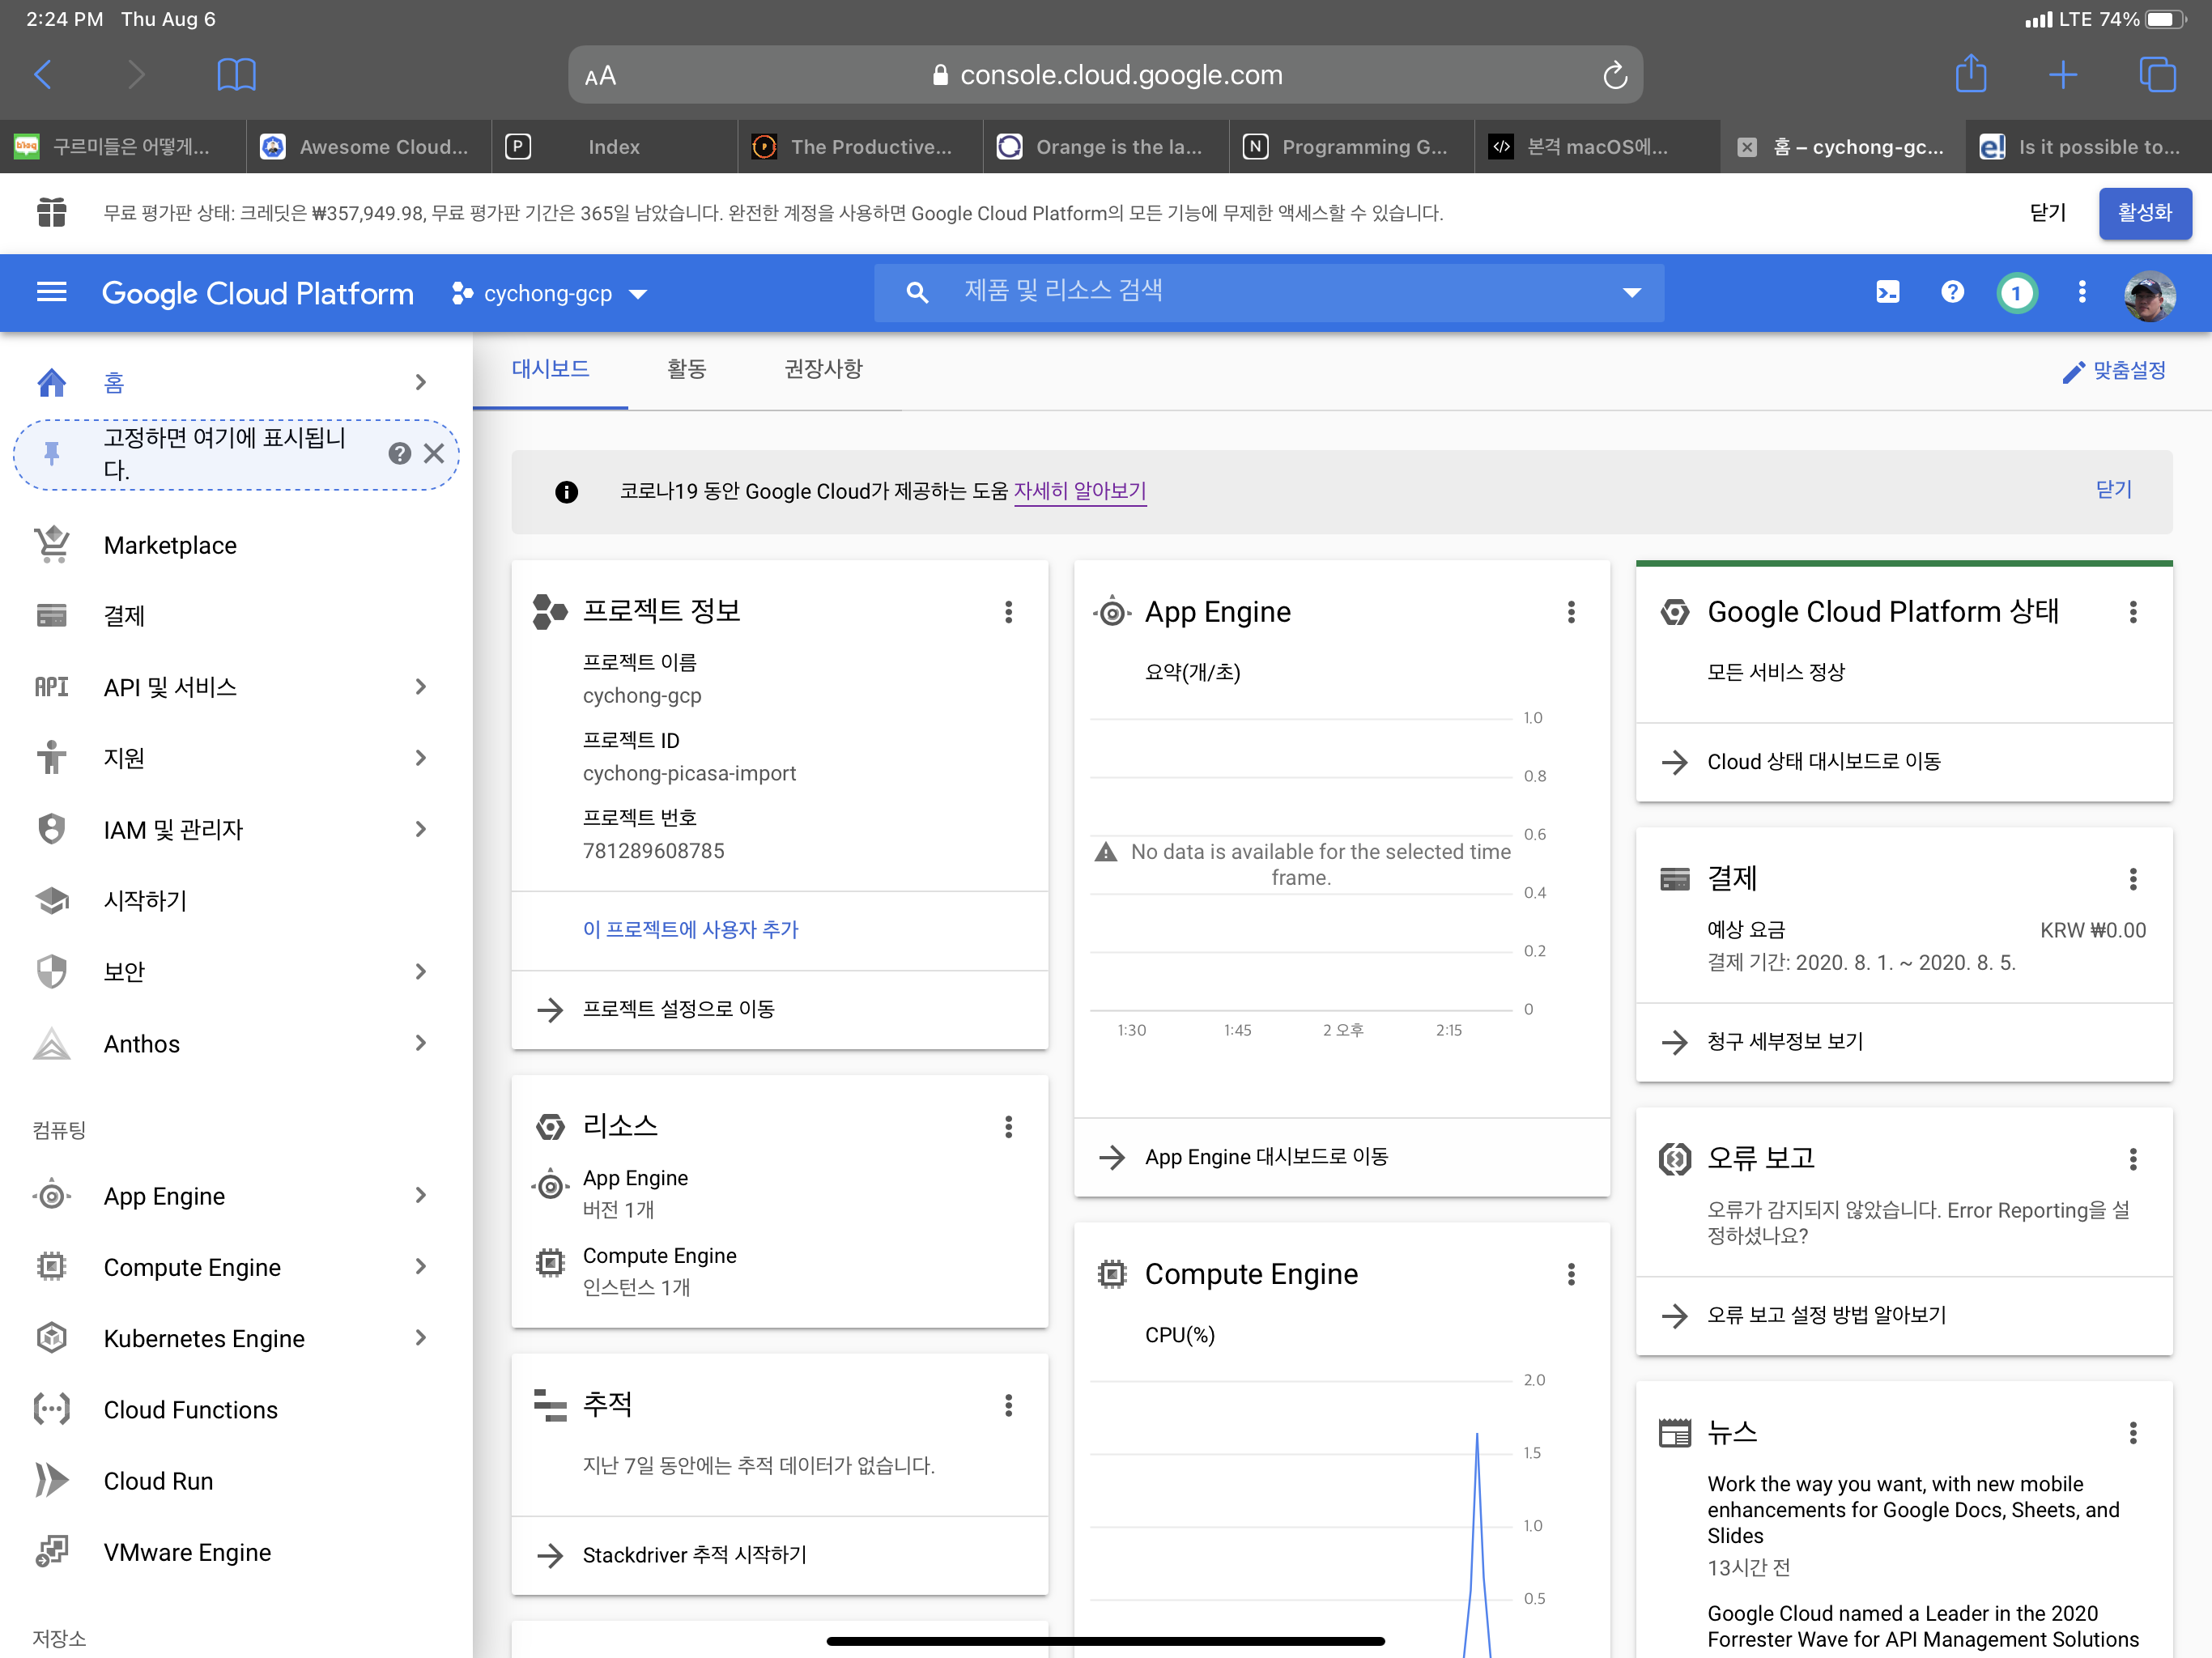 2:24 PM Thu Aug 6
LTE 74%
AA
console.cloud.google.com
구르미들은 어떻게...
Awesome Cloud...
P
Index
The Productive...
Orange is the la...
N
Programming G...
</>
본격 macOS에...
홈 – cychong-gc...
e!
Is it possible to...
무료 평가판 상태: 크레딧은 ₩357,949.98, 무료 평가판 기간은 365일 남았습니다. 완전한 계정을 사용하면 Google Cloud Platform의 모든 기능에 무제한 액세스할 수 있습니다.
닫기
활성화
Google Cloud Platform
cychong-gcp
제품 및 리소스 검색
1
홈
고정하면 여기에 표시됩니
다.
Marketplace
결제
API
API 및 서비스
지원
IAM 및 관리자
시작하기
보안
Anthos
컴퓨팅
App Engine
Compute Engine
Kubernetes Engine
Cloud Functions
Cloud Run
VMware Engine
저장소
대시보드
활동
권장사항
맞춤설정
코로나19 동안 Google Cloud가 제공하는 도움 자세히 알아보기
닫기
프로젝트 정보
프로젝트 이름
cychong-gcp
프로젝트 ID
cychong-picasa-import
프로젝트 번호
781289608785
이 프로젝트에 사용자 추가
프로젝트 설정으로 이동
리소스
App Engine
버전 1개
Compute Engine
인스턴스 1개
추적
지난 7일 동안에는 추적 데이터가 없습니다.
Stackdriver 추적 시작하기
App Engine
요약(개/초)
1.0
0.8
0.6
No data is available for the selected time
frame.
0.4
0.2
0
1:30
1:45
2 오후
2:15
App Engine 대시보드로 이동
Compute Engine
CPU(%)
2.0
1.5
1.0
0.5
Google Cloud Platform 상태
모든 서비스 정상
Cloud 상태 대시보드로 이동
결제
예상 요금
KRW ₩0.00
결제 기간: 2020. 8. 1. ~ 2020. 8. 5.
청구 세부정보 보기
오류 보고
오류가 감지되지 않았습니다. Error Reporting을 설
정하셨나요?
오류 보고 설정 방법 알아보기
뉴스
Work the way you want, with new mobile
enhancements for Google Docs, Sheets, and
Slides
13시간 전
Google Cloud named a Leader in the 2020
Forrester Wave for API Management Solutions